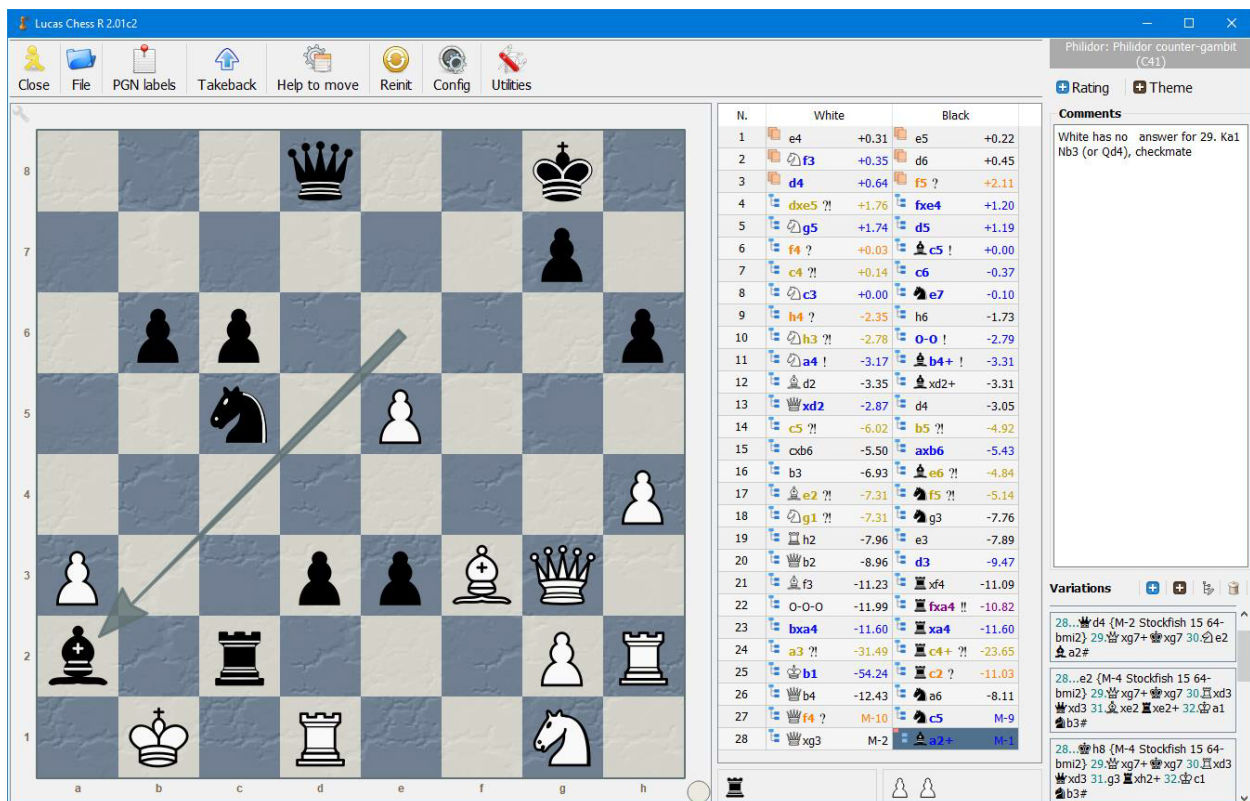 Lucas Chess R 2.01c2
Close File PGN labels Takeback Help to move Reinit Config Utilities
Philidor: Philidor counter-gambit
(C41)
Rating Theme
Comments
White has no answer for 29. Ka1
Nb3 (or Qd4), checkmate
8
7
6
5
4
3
2
1
a b c d e f g h
N. White Black
1 e4 +0.31 e5 +0.22
2 ♘f3 +0.35 d6 +0.45
3 d4 +0.64 f5 ? +2.11
4 dxe5 ?! +1.76 fxe4 +1.20
5 ♘g5 +1.74 d5 +1.19
6 f4 ? +0.03 ♝c5 ! +0.00
7 c4 ?! +0.14 c6 -0.37
8 ♘c3 +0.00 ♞e7 -0.10
9 h4 ? -2.35 h6 -1.73
10 ♘h3 ?! -2.78 O-O ! -2.79
11 ♘a4 ! -3.17 ♝b4+ ! -3.31
12 ♗d2 -3.35 ♝xd2+ -3.31
13 ♕xd2 -2.87 d4 -3.05
14 c5 ?! -6.02 b5 ?! -4.92
15 cxb6 -5.50 axb6 -5.43
16 b3 -6.93 ♝e6 ?! -4.84
17 ♗e2 ?! -7.31 ♞f5 ?! -5.14
18 ♘g1 ?! -7.31 ♞g3 -7.76
19 ♖h2 -7.96 e3 -7.89
20 ♕b2 -8.96 d3 -9.47
21 ♗f3 -11.23 ♜xf4 -11.09
22 O-O-O -11.99 ♜fxa4 !! -10.82
23 bxa4 -11.60 ♜xa4 -11.60
24 a3 ?! -31.49 ♜c4+ ?! -23.65
25 ♔b1 -54.24 ♜c2 ? -11.03
26 ♕b4 -12.43 ♞a6 -8.11
27 ♕f4 ? M-10 ♞c5 M-9
28 ♕xg3 M-2 ♝a2+ M-1
Variations
28...♛d4 {M-2 Stockfish 15 64-
bmi2} 29.♕xg7+ ♚xg7 30.♘e2
♝a2#
28...e2 {M-4 Stockfish 15 64-
bmi2} 29.♕xg7+ ♚xg7 30.♖xd3
♛xd3 31.♗xe2 ♜xe2+ 32.♔a1
♞b3#
28...♚h8 {M-4 Stockfish 15 64-
bmi2} 29.♕xg7+ ♚xg7 30.♖xd3
♛xd3 31.g3 ♜xh2+ 32.♔c1
♞b3#